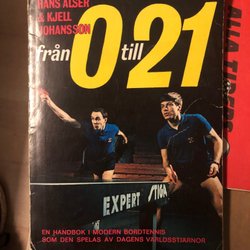 HANS ALSER
& KJELL
JOHANSSON
från 0 till 21
EXPERT STIGA
EN HANDBOK I MODERN BORDTENNIS
SOM DEN SPELAS AV DAGENS VÄRLDSSTJÄRNOR